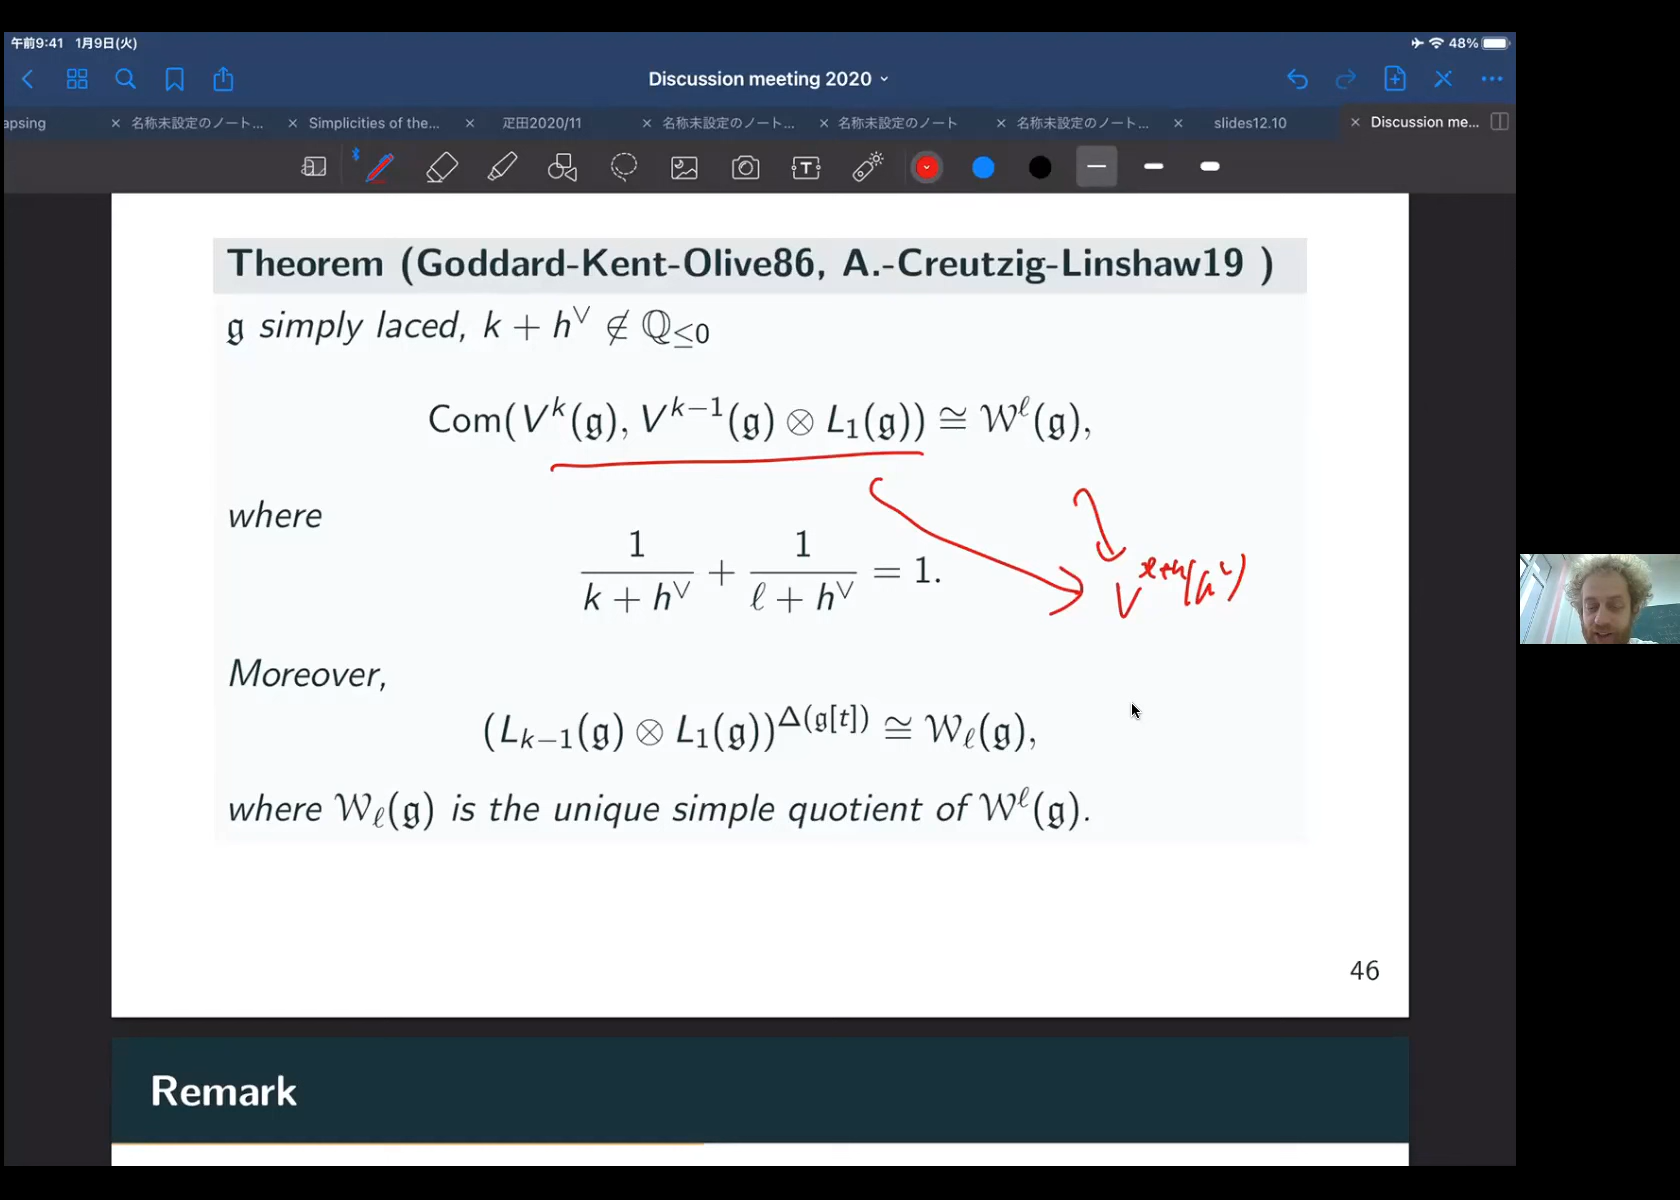 午前9:41 1月9日(火) 48%
Discussion meeting 2020
apsing × 名称未設定のノート... × Simplicities of the... × 疋田2020/11 × 名称未設定のノート... × 名称未設定のノート × 名称未設定のノート... × slides12.10 × Discussion me...
Theorem (Goddard-Kent-Olive86, A.-Creutzig-Linshaw19 )
𝔤 simply laced, k + h^∨ ∉ ℚ_{≤0}
Com(V^k(𝔤), V^{k−1}(𝔤) ⊗ L_1(𝔤)) ≅ 𝒲^ℓ(𝔤),
where
1/(k + h^∨) + 1/(ℓ + h^∨) = 1.
Moreover,
(L_{k−1}(𝔤) ⊗ L_1(𝔤))^{Δ(𝔤[t])} ≅ 𝒲_ℓ(𝔤),
where 𝒲_ℓ(𝔤) is the unique simple quotient of 𝒲^ℓ(𝔤).
46
Remark